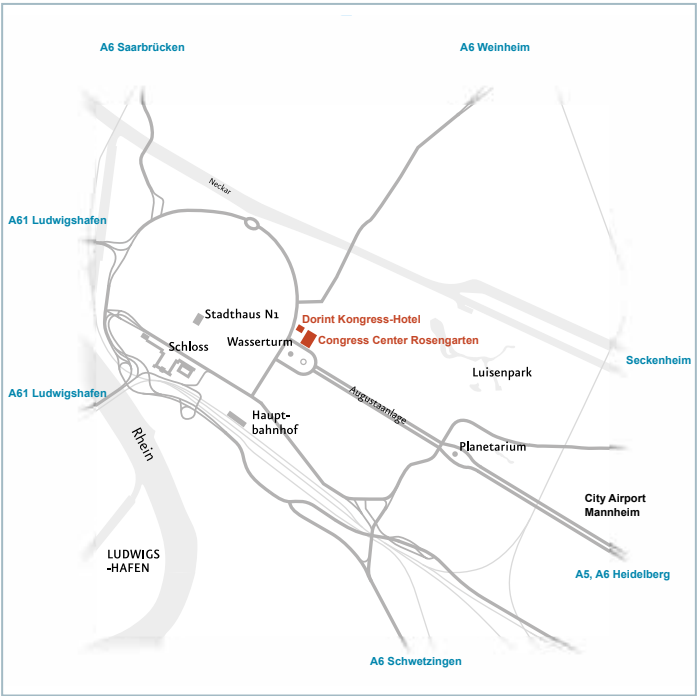 A6 Saarbrücken
A6 Weinheim
Neckar
A61 Ludwigshafen
Stadthaus N1
Dorint Kongress-Hotel
Wasserturm
Congress Center Rosengarten
Schloss
Seckenheim
Luisenpark
A61 Ludwigshafen
Augustaanlage
Haupt-
bahnhof
Rhein
Planetarium
City Airport
Mannheim
LUDWIGS
-HAFEN
A5, A6 Heidelberg
A6 Schwetzingen